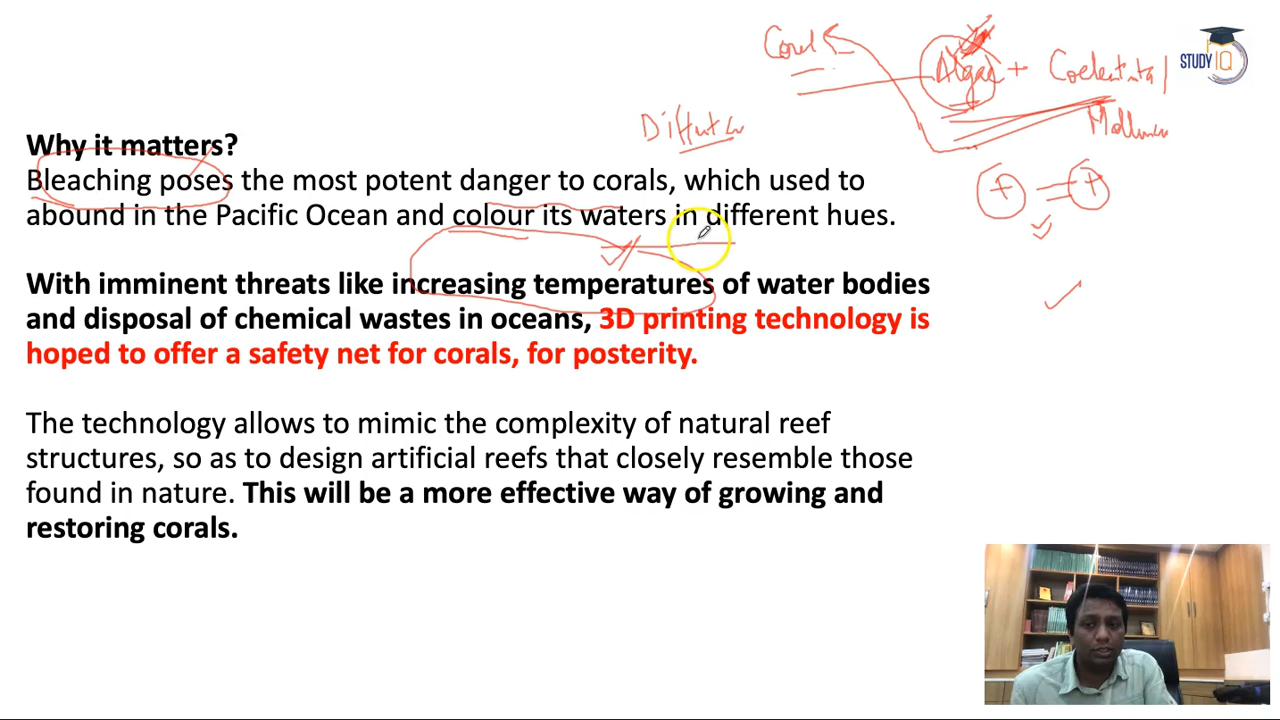 Corals
Algae + Coelentrata
STUDY IQ
Why it matters?
Bleaching poses the most potent danger to corals, which used to
abound in the Pacific Ocean and colour its waters in different hues.
With imminent threats like increasing temperatures of water bodies
and disposal of chemical wastes in oceans, 3D printing technology is
hoped to offer a safety net for corals, for posterity.
The technology allows to mimic the complexity of natural reef
structures, so as to design artificial reefs that closely resemble those
found in nature. This will be a more effective way of growing and
restoring corals.